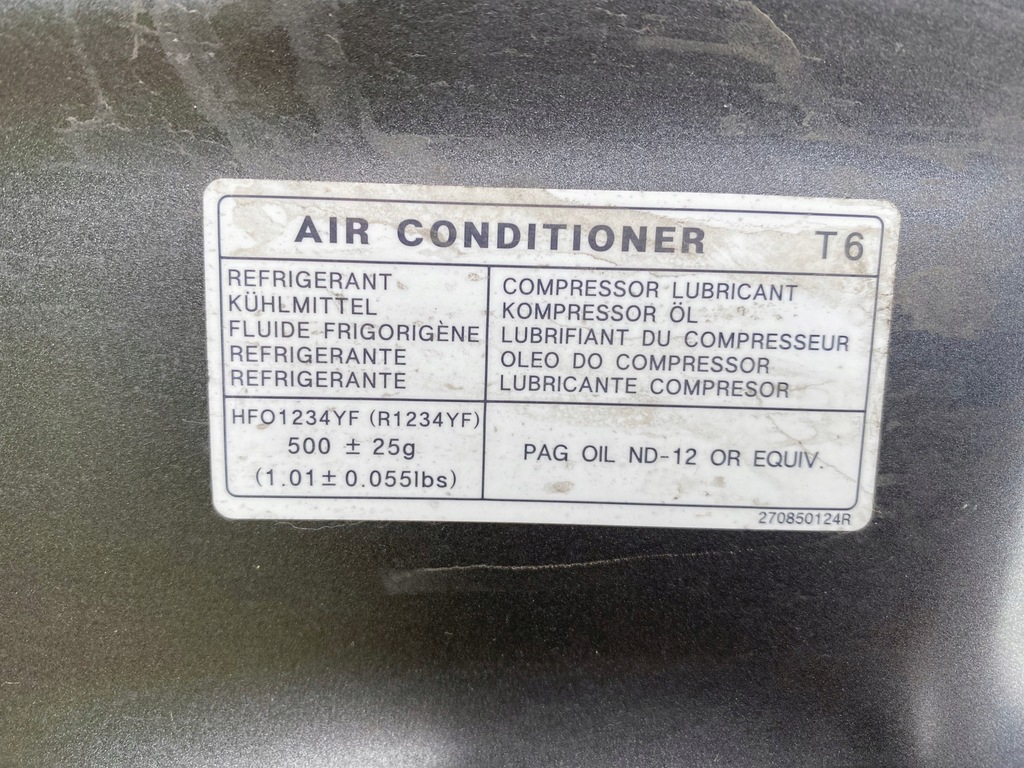 AIR CONDITIONER T6
REFRIGERANT
KÜHLMITTEL
FLUIDE FRIGORIGÈNE
REFRIGERANTE
REFRIGERANTE
COMPRESSOR LUBRICANT
KOMPRESSOR ÖL
LUBRIFIANT DU COMPRESSEUR
OLEO DO COMPRESSOR
LUBRICANTE COMPRESOR
HFO1234YF (R1234YF)
500 ± 25g
(1.01 ± 0.055lbs)
PAG OIL ND-12 OR EQUIV.
270850124R